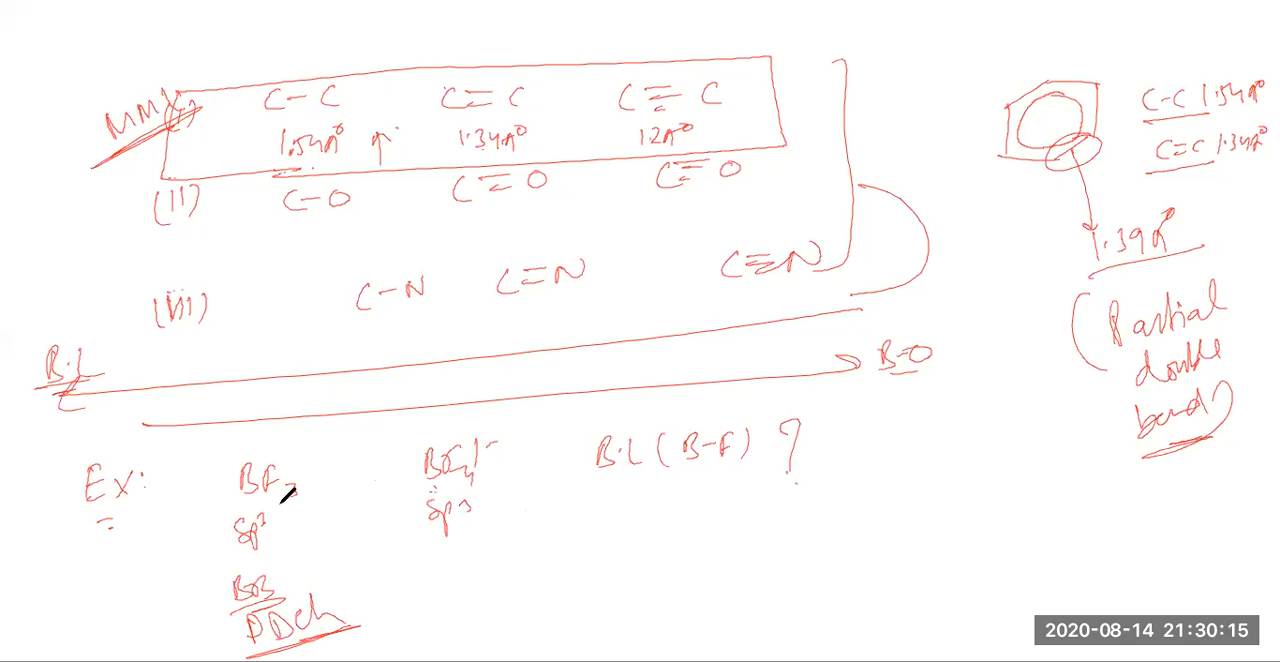 C-C C=C C≡C
1.54A° 1.34A° 1.2A°
(II) C-O C=O C≡O
(III) C-N C=N C≡N
B.L B-O
Ex: BF3 BF4]- B.L (B-F) ?
sp2 sp3
C-C 1.54A°
C=C 1.34A°
1.39A°
(Partial
double
bond)
2020-08-14 21:30:15